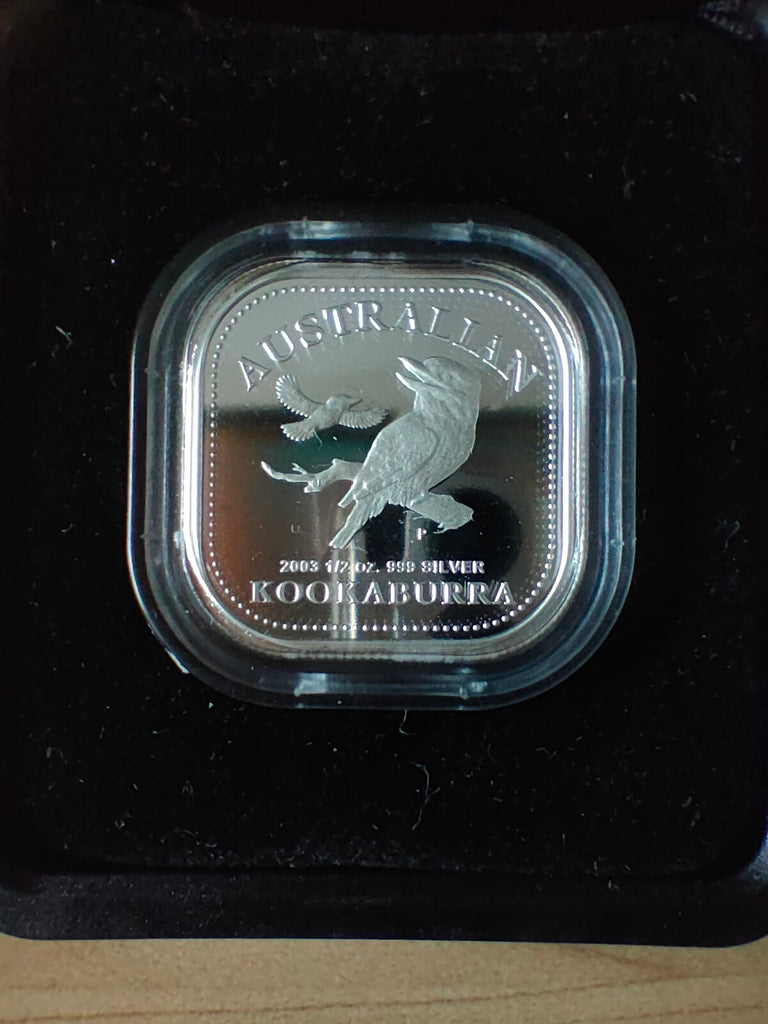 AUSTRALIAN
P
2003 1/2 oz. 999 SILVER
KOOKABURRA